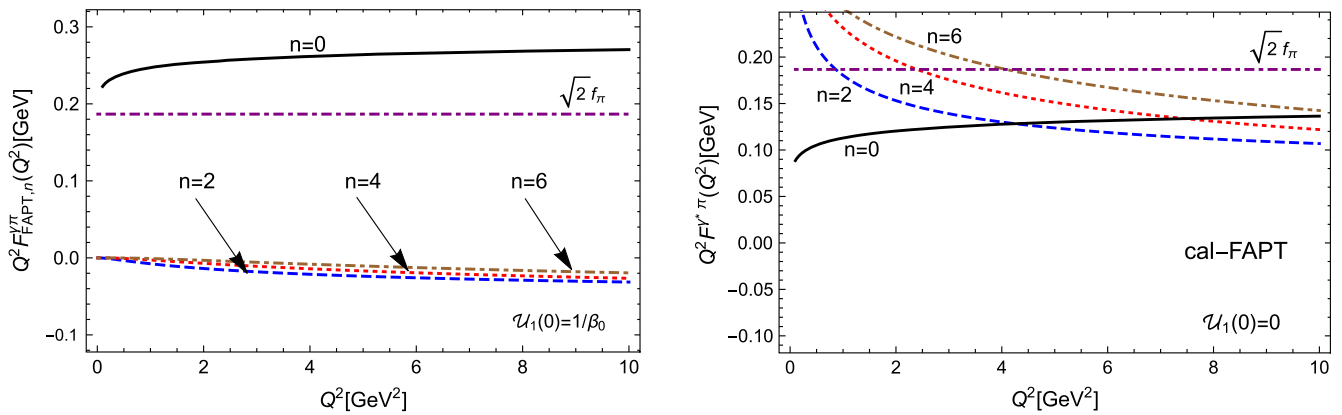 0.3
0.2
0.1
0.0
−0.1
0
2
4
6
8
10
Q²F^{γπ}_{FAPT,n}(Q²)[GeV]
Q²[GeV²]
n=0
√2 f_π
n=2
n=4
n=6
𝒰₁(0)=1/β₀
0.20
0.15
0.10
0.05
0.00
−0.05
−0.10
0
2
4
6
8
10
Q²F^{γ* π}(Q²)[GeV]
Q²[GeV²]
n=6
√2 f_π
n=4
n=2
n=0
cal−FAPT
𝒰₁(0)=0